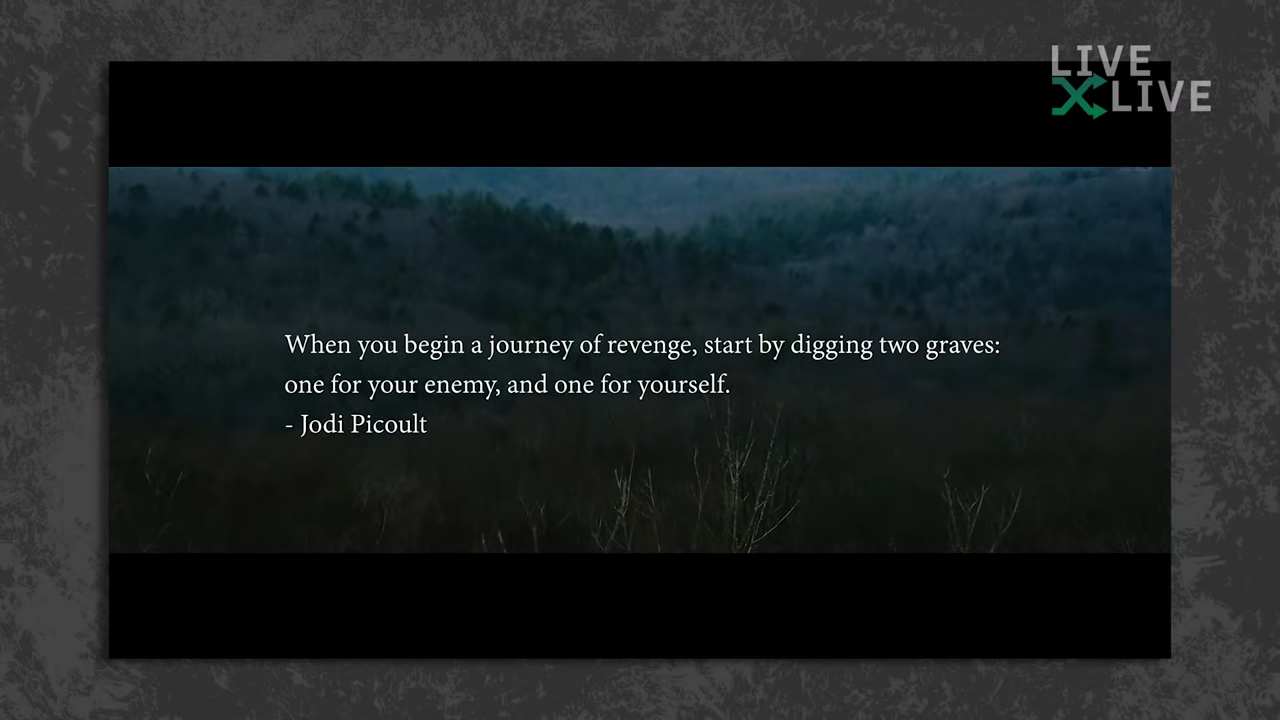 LIVE
XLIVE
When you begin a journey of revenge, start by digging two graves:
one for your enemy, and one for yourself.
- Jodi Picoult